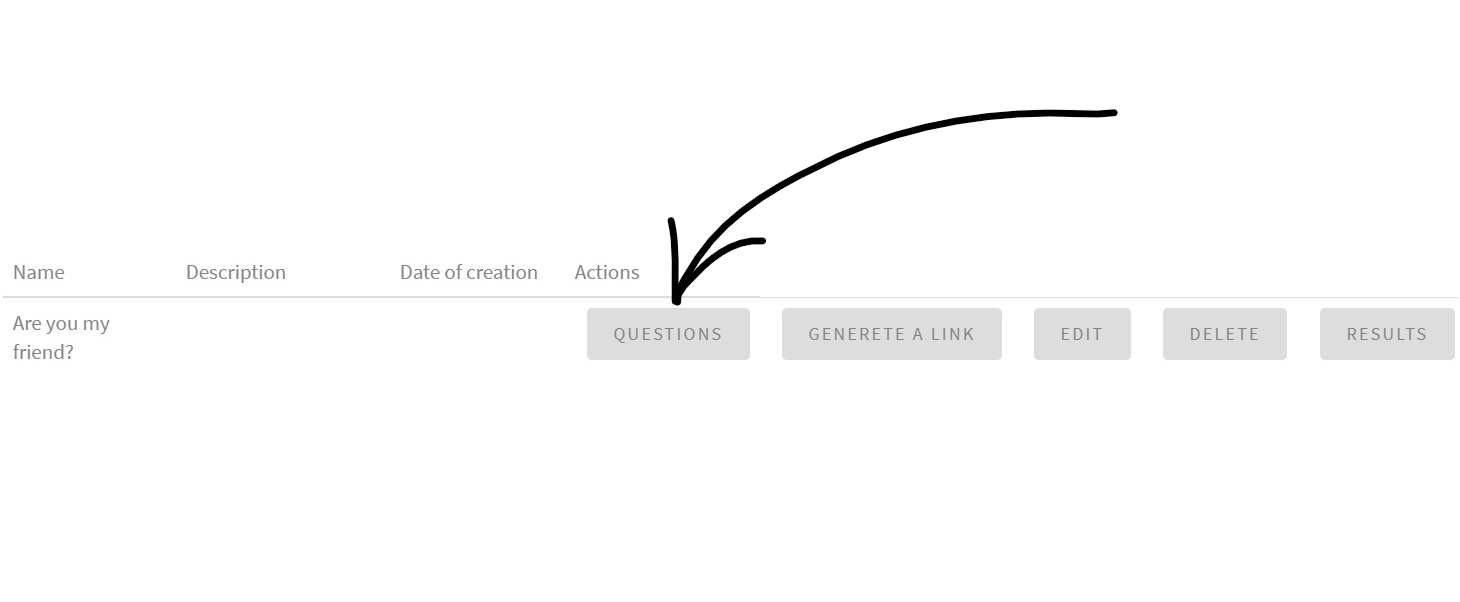 Name Description Date of creation Actions
Are you my QUESTIONS GENERETE A LINK EDIT DELETE RESULTS
friend?